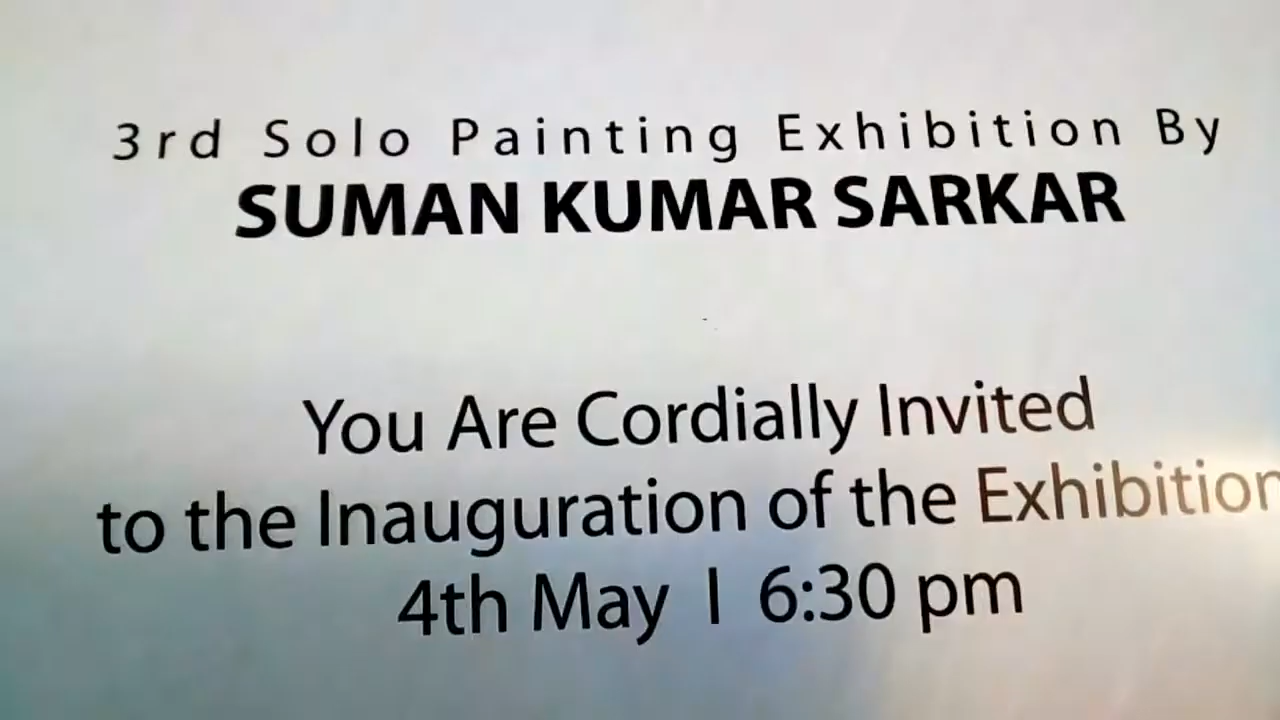 3rd Solo Painting Exhibition By
SUMAN KUMAR SARKAR
You Are Cordially Invited
to the Inauguration of the Exhibition
4th May | 6:30 pm